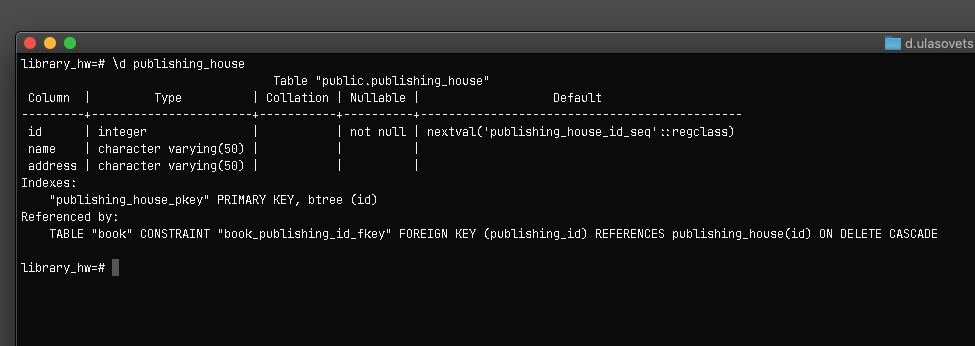 d.ulasovets
library_hw=# \d publishing_house
                                    Table "public.publishing_house"
 Column  |         Type          | Collation | Nullable |                   Default
---------+-----------------------+-----------+----------+----------------------------------------------
 id      | integer               |           | not null | nextval('publishing_house_id_seq'::regclass)
 name    | character varying(50) |           |          |
 address | character varying(50) |           |          |
Indexes:
    "publishing_house_pkey" PRIMARY KEY, btree (id)
Referenced by:
    TABLE "book" CONSTRAINT "book_publishing_id_fkey" FOREIGN KEY (publishing_id) REFERENCES publishing_house(id) ON DELETE CASCADE
library_hw=#